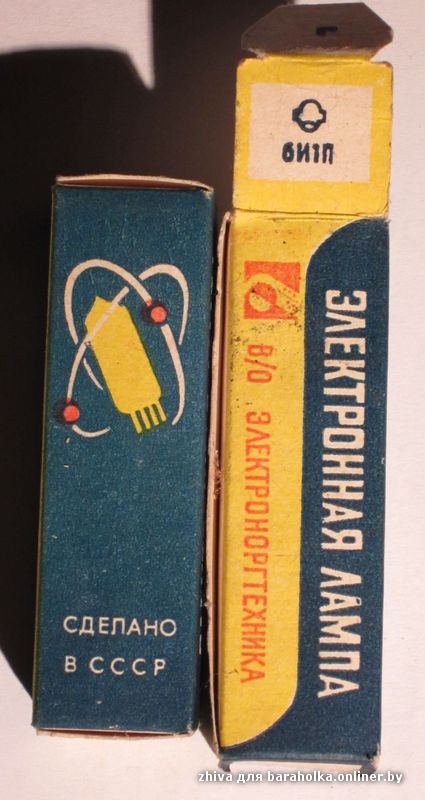 6И1П
ЭЛЕКТРОННАЯ ЛАМПА
В/О ЭЛЕКТРОНОРГТЕХНИКА
СДЕЛАНО
В СССР
zhiva для baraholka.onliner.by